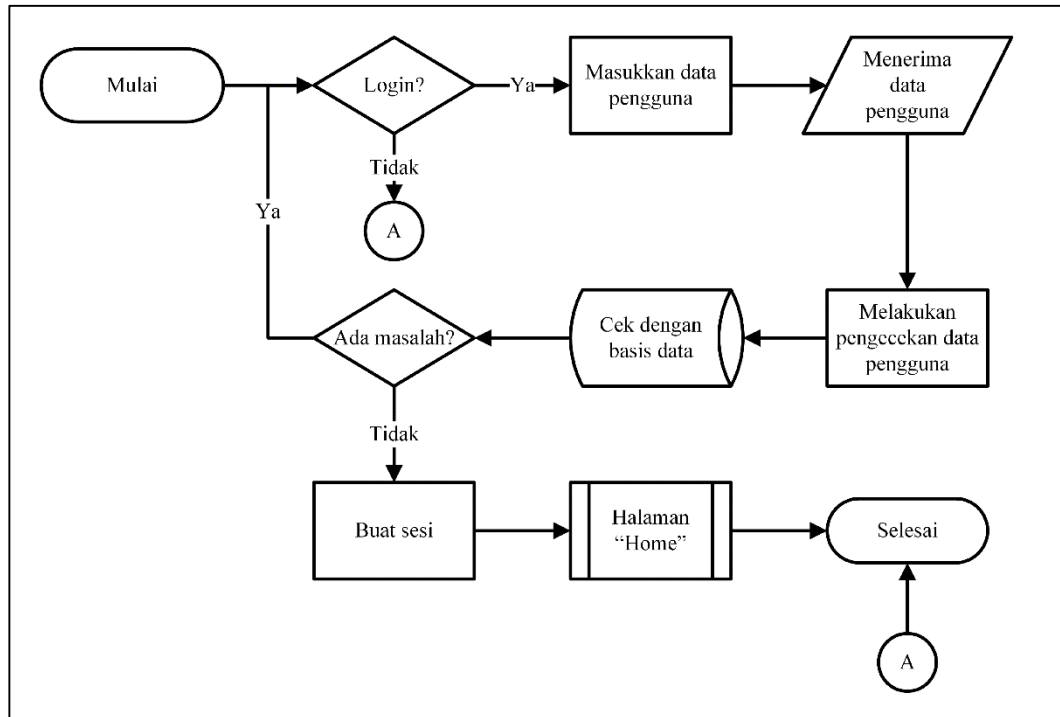 Mulai
Login?
Ya
Masukkan data
pengguna
Menerima
data
pengguna
Tidak
A
Ya
Ada masalah?
Cek dengan
basis data
Melakukan
pengecekan data
pengguna
Tidak
Buat sesi
Halaman
“Home”
Selesai
A